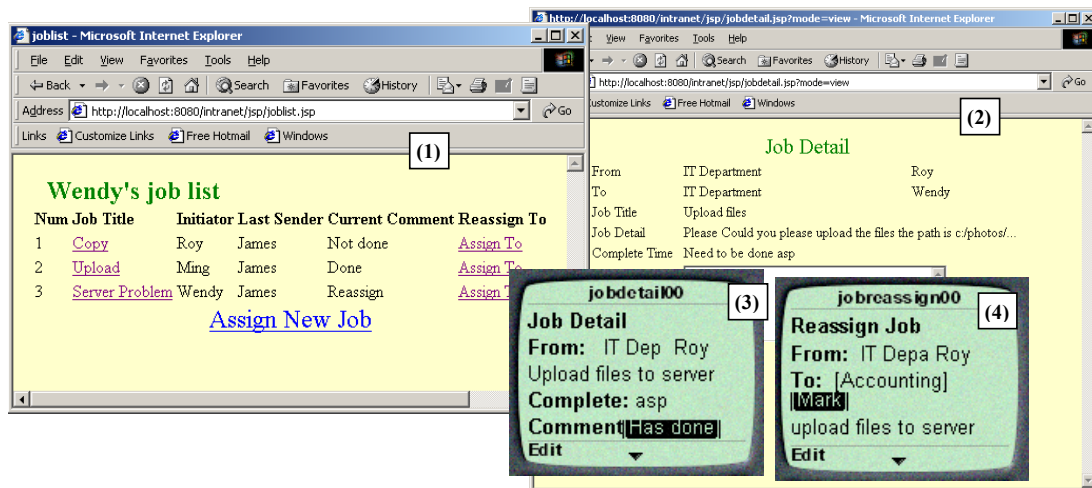 joblist - Microsoft Internet Explorer
File Edit View Favorites Tools Help
Back Search Favorites History
Address http://localhost:8080/intranet/jsp/joblist.jsp Go
Links Customize Links Free Hotmail Windows
(1)
Wendy's job list
Num Job Title Initiator Last Sender Current Comment Reassign To
1 Copy Roy James Not done Assign To
2 Upload Ming James Done Assign To
3 Server Problem Wendy James Reassign Assign
Assign New Job
http://localhost:8080/intranet/jsp/jobdetail.jsp?mode=view - Microsoft Internet Explorer
View Favorites Tools Help
Search Favorites History
http://localhost:8080/intranet/jsp/jobdetail.jsp?mode=view Go
Customize Links Free Hotmail Windows
(2)
Job Detail
From IT Department Roy
To IT Department Wendy
Job Title Upload files
Job Detail Please Could you please upload the files the path is c:/photos/...
Complete Time Need to be done asp
jobdetail00
(3)
Job Detail
From: IT Dep Roy
Upload files to server
Complete: asp
Comment[Has done]
Edit
jobreassign00
(4)
Reassign Job
From: IT Depa Roy
To: [Accounting]
[Mark]
upload files to server
Edit